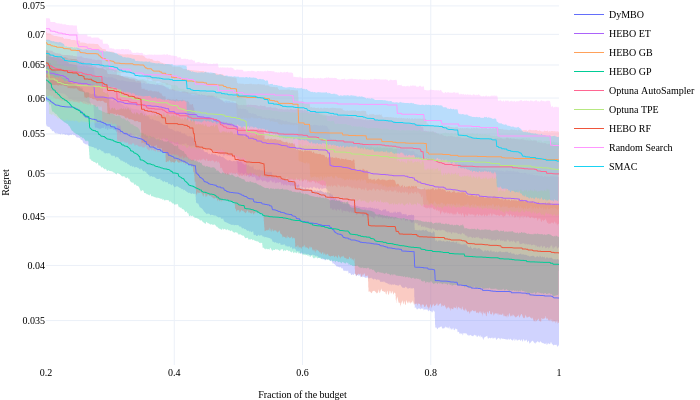 0.075
0.07
0.065
0.06
0.055
0.05
0.045
0.04
0.035
Regret
0.2
0.4
0.6
0.8
1
Fraction of the budget
DyMBO
HEBO ET
HEBO GB
HEBO GP
Optuna AutoSampler
Optuna TPE
HEBO RF
Random Search
SMAC